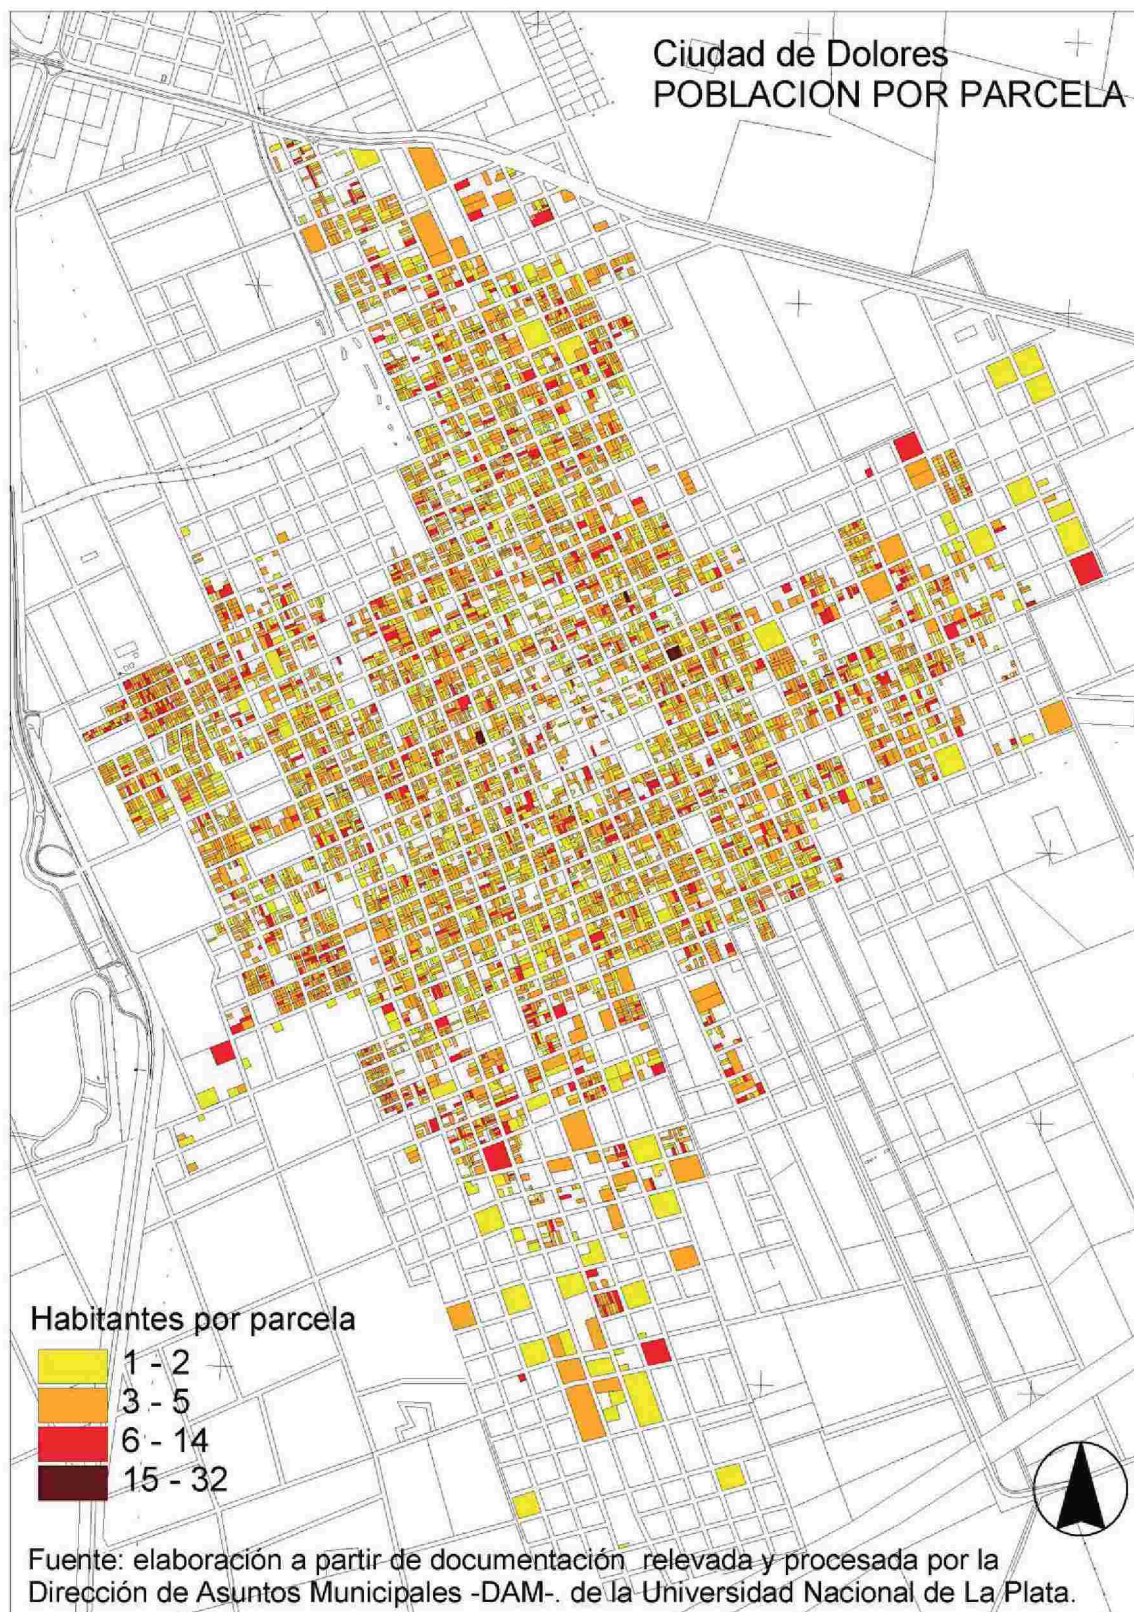 Ciudad de Dolores
POBLACION POR PARCELA
Habitantes por parcela
1 - 2
3 - 5
6 - 14
15 - 32
Fuente: elaboración a partir de documentación relevada y procesada por la
Dirección de Asuntos Municipales -DAM-. de la Universidad Nacional de La Plata.